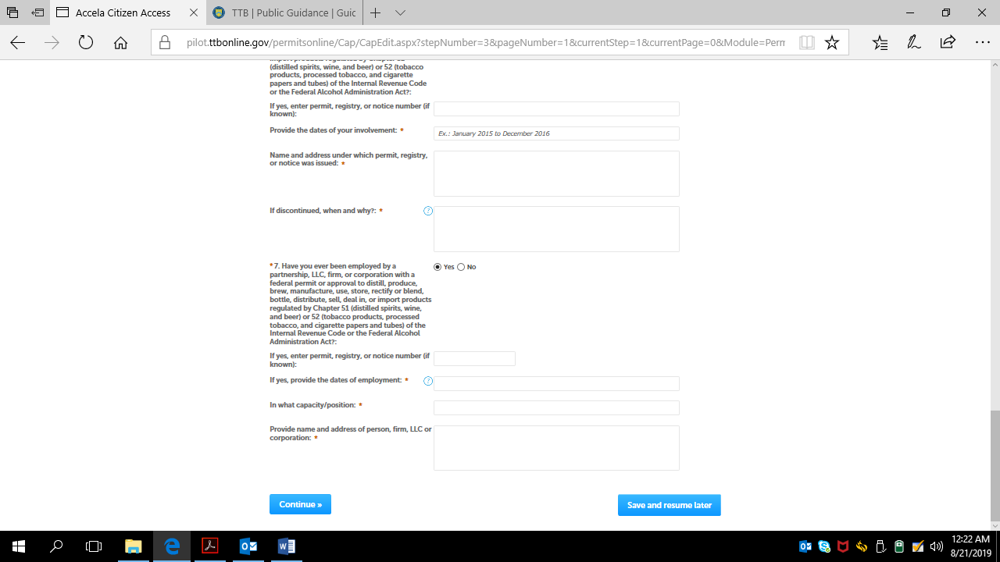 Accela Citizen Access
TTB | Public Guidance | Guic
pilot.ttbonline.gov/permitsonline/Cap/CapEdit.aspx?stepNumber=3&pageNumber=1&currentStep=1&currentPage=0&Module=Perm
(distilled spirits, wine, and beer) or 52 (tobacco
products, processed tobacco, and cigarette
papers and tubes) of the Internal Revenue Code
or the Federal Alcohol Administration Act?:
If yes, enter permit, registry, or notice number (if
known):
Provide the dates of your involvement: *
Ex.: January 2015 to December 2016
Name and address under which permit, registry,
or notice was issued: *
If discontinued, when and why?: *
?
*7. Have you ever been employed by a
partnership, LLC, firm, or corporation with a
federal permit or approval to distill, produce,
brew, manufacture, use, store, rectify or blend,
bottle, distribute, sell, deal in, or import products
regulated by Chapter 51 (distilled spirits, wine,
and beer) or 52 (tobacco products, processed
tobacco, and cigarette papers and tubes) of the
Internal Revenue Code or the Federal Alcohol
Administration Act?:
Yes No
If yes, enter permit, registry, or notice number (if
known):
If yes, provide the dates of employment: *
?
In what capacity/position: *
Provide name and address of person, firm, LLC or
corporation: *
Continue »
Save and resume later
12:22 AM
8/21/2019